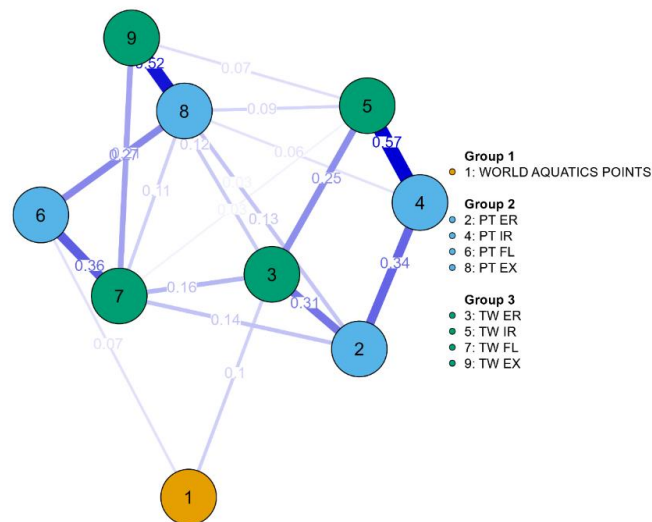 9
0.52
0.07
8
5
0.09
0.57
0.12
0.06
0.25
0.11
4
6
0.13
0.36
0.34
3
0.16
7
0.31
0.14
2
0.07
0.1
1
Group 1
1: WORLD AQUATICS POINTS
Group 2
2: PT ER
4: PT IR
6: PT FL
8: PT EX
Group 3
3: TW ER
5: TW IR
7: TW FL
9: TW EX